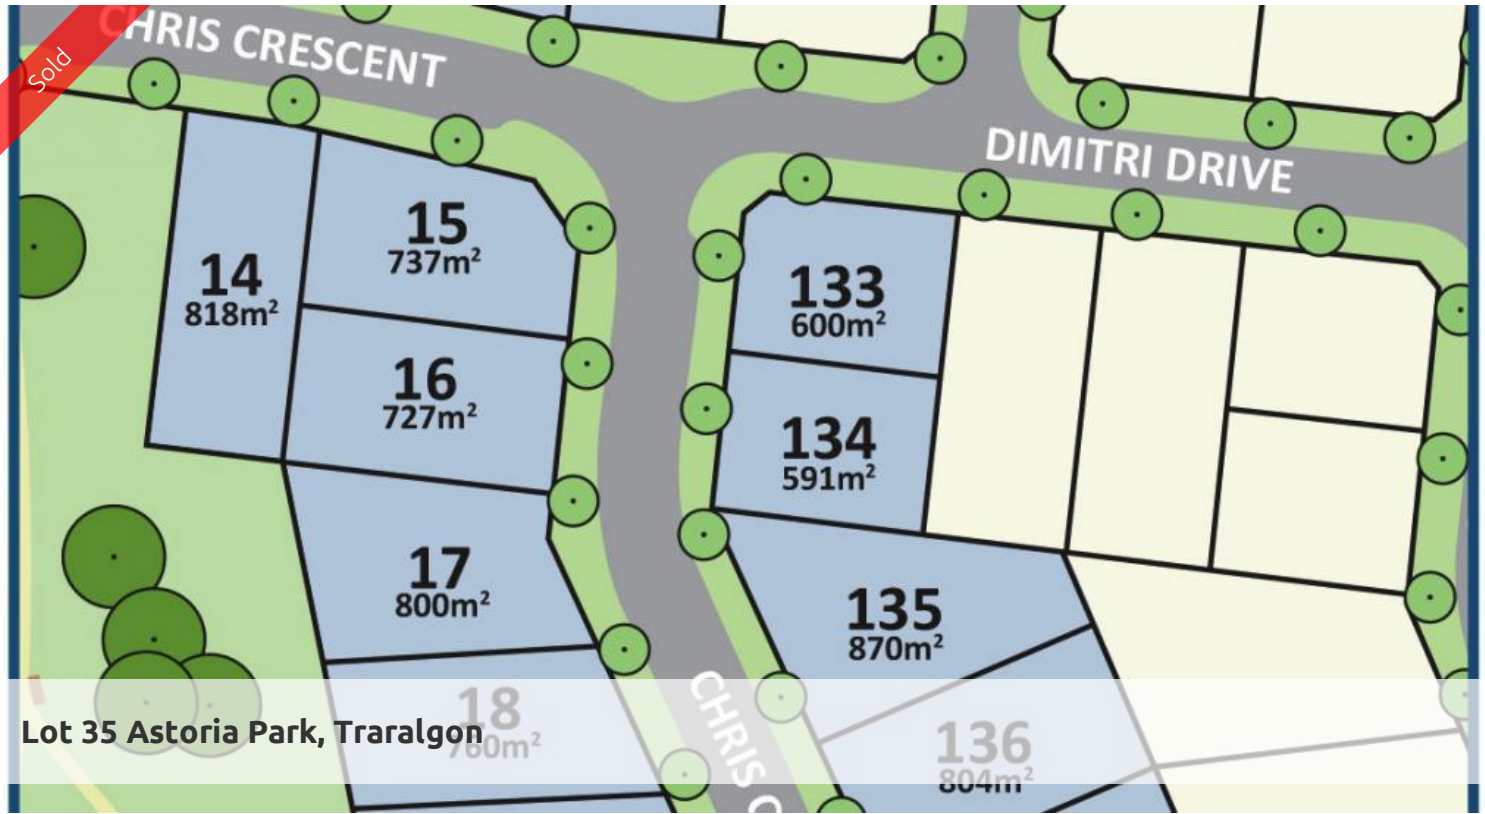 CHRIS CRESCENT
Sold
DIMITRI DRIVE
15
737m²
14
818m²
133
600m²
16
727m²
134
591m²
17
800m²
135
870m²
CHRIS C
18
760m²
Lot 35 Astoria Park, Traralgon
136
804m²